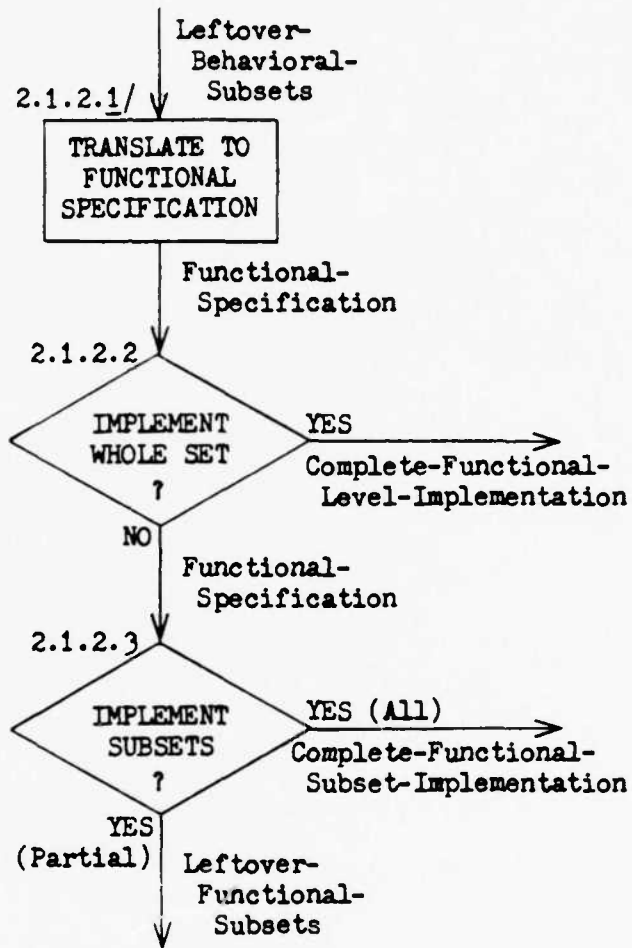 Leftover-
Behavioral-
Subsets
2.1.2.1/
TRANSLATE TO
FUNCTIONAL
SPECIFICATION
Functional-
Specification
2.1.2.2
IMPLEMENT
WHOLE SET
?
YES
Complete-Functional-
Level-Implementation
NO
Functional-
Specification
2.1.2.3
IMPLEMENT
SUBSETS
?
YES (All)
Complete-Functional-
Subset-Implementation
YES
(Partial)
Leftover-
Functional-
Subsets